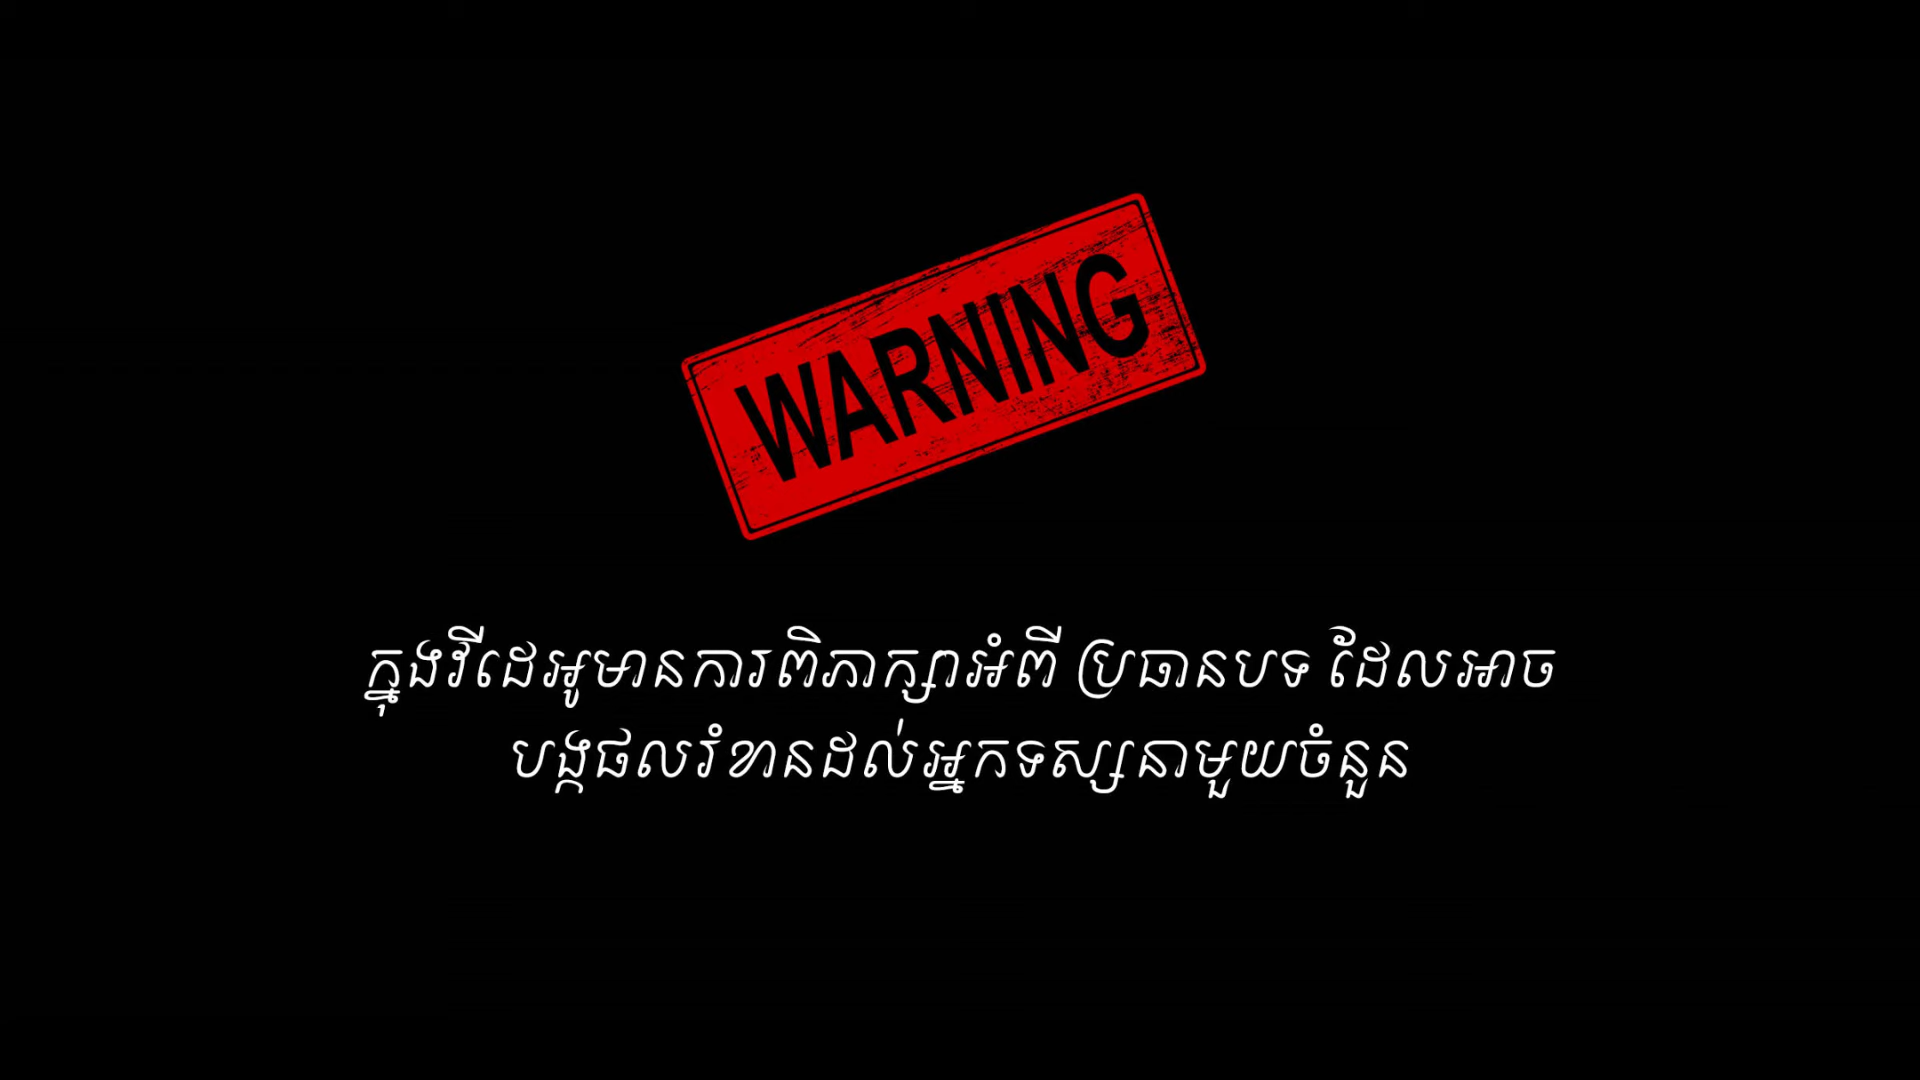 WARNING
ក្នុងវីដេអូមានការពិភាក្សាអំពី ប្រធានបទ ដែលអាច
បង្កផលរំខានដល់អ្នកទស្សនាមួយចំនួន